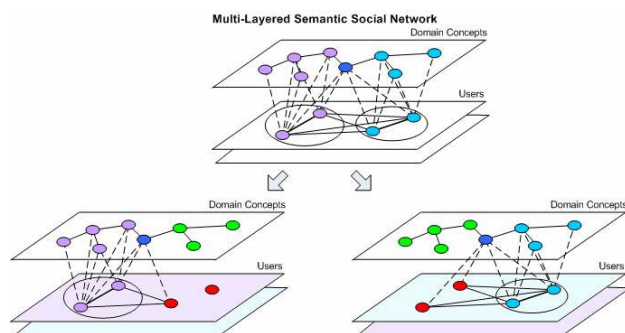 Multi-Layered Semantic Social Network
Domain Concepts
Users
Domain Concepts
Users
Domain Concepts
Users